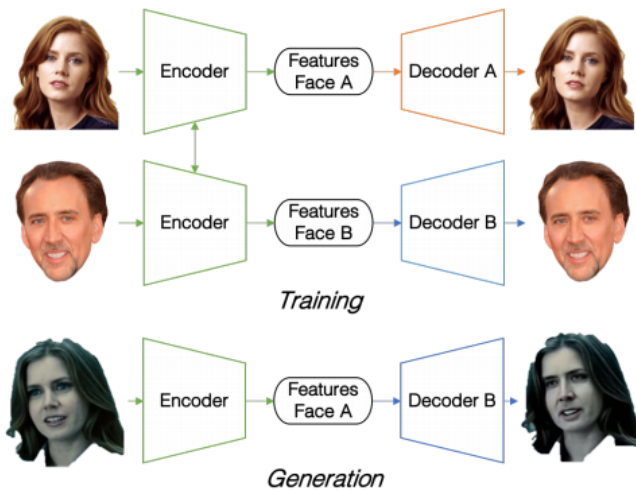 Encoder
Features
Face A
Decoder A
Encoder
Features
Face B
Decoder B
Training
Encoder
Features
Face A
Decoder B
Generation